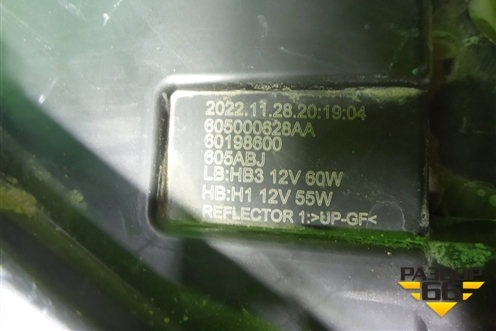 2022.11.28.20:19:04
605000628AA
60198600
605ABJ
LB:HB3 12V 60W
HB:H1 12V 55W
REFLECTOR 1:>UP-GF<
РАЗБОР
66